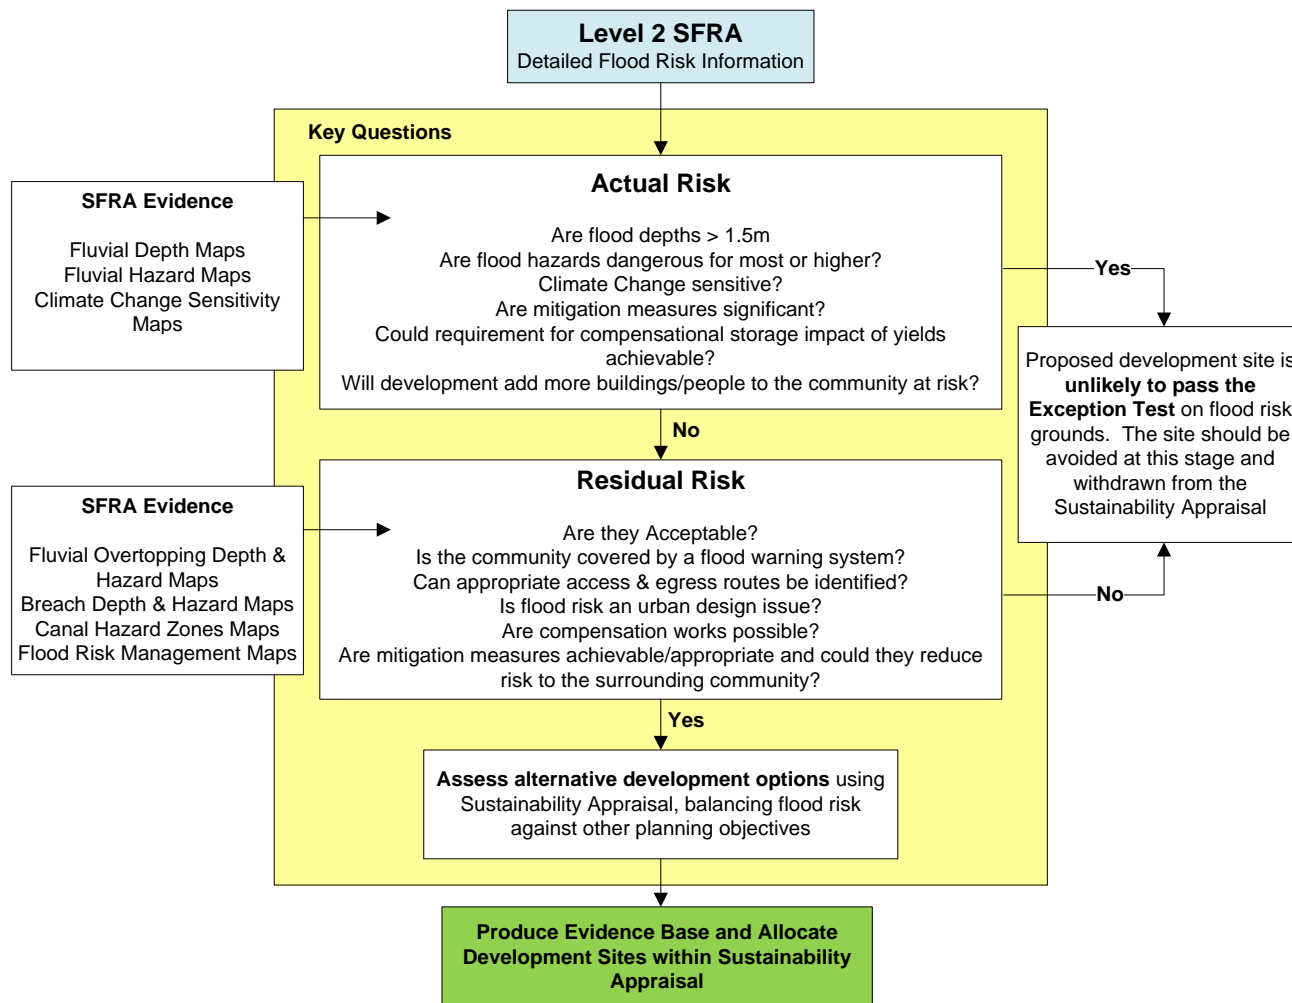 Level 2 SFRA
Detailed Flood Risk Information
Key Questions
Actual Risk
Are flood depths > 1.5m
Are flood hazards dangerous for most or higher?
Climate Change sensitive?
Are mitigation measures significant?
Could requirement for compensational storage impact of yields
achievable?
Will development add more buildings/people to the community at risk?
SFRA Evidence
Fluvial Depth Maps
Fluvial Hazard Maps
Climate Change Sensitivity
Maps
Yes
Proposed development site is
unlikely to pass the
Exception Test on flood risk
grounds. The site should be
avoided at this stage and
withdrawn from the
Sustainability Appraisal
No
Residual Risk
Are they Acceptable?
Is the community covered by a flood warning system?
Can appropriate access & egress routes be identified?
Is flood risk an urban design issue?
Are compensation works possible?
Are mitigation measures achievable/appropriate and could they reduce
risk to the surrounding community?
SFRA Evidence
Fluvial Overtopping Depth &
Hazard Maps
Breach Depth & Hazard Maps
Canal Hazard Zones Maps
Flood Risk Management Maps
No
Yes
Assess alternative development options using
Sustainability Appraisal, balancing flood risk
against other planning objectives
Produce Evidence Base and Allocate
Development Sites within Sustainability
Appraisal